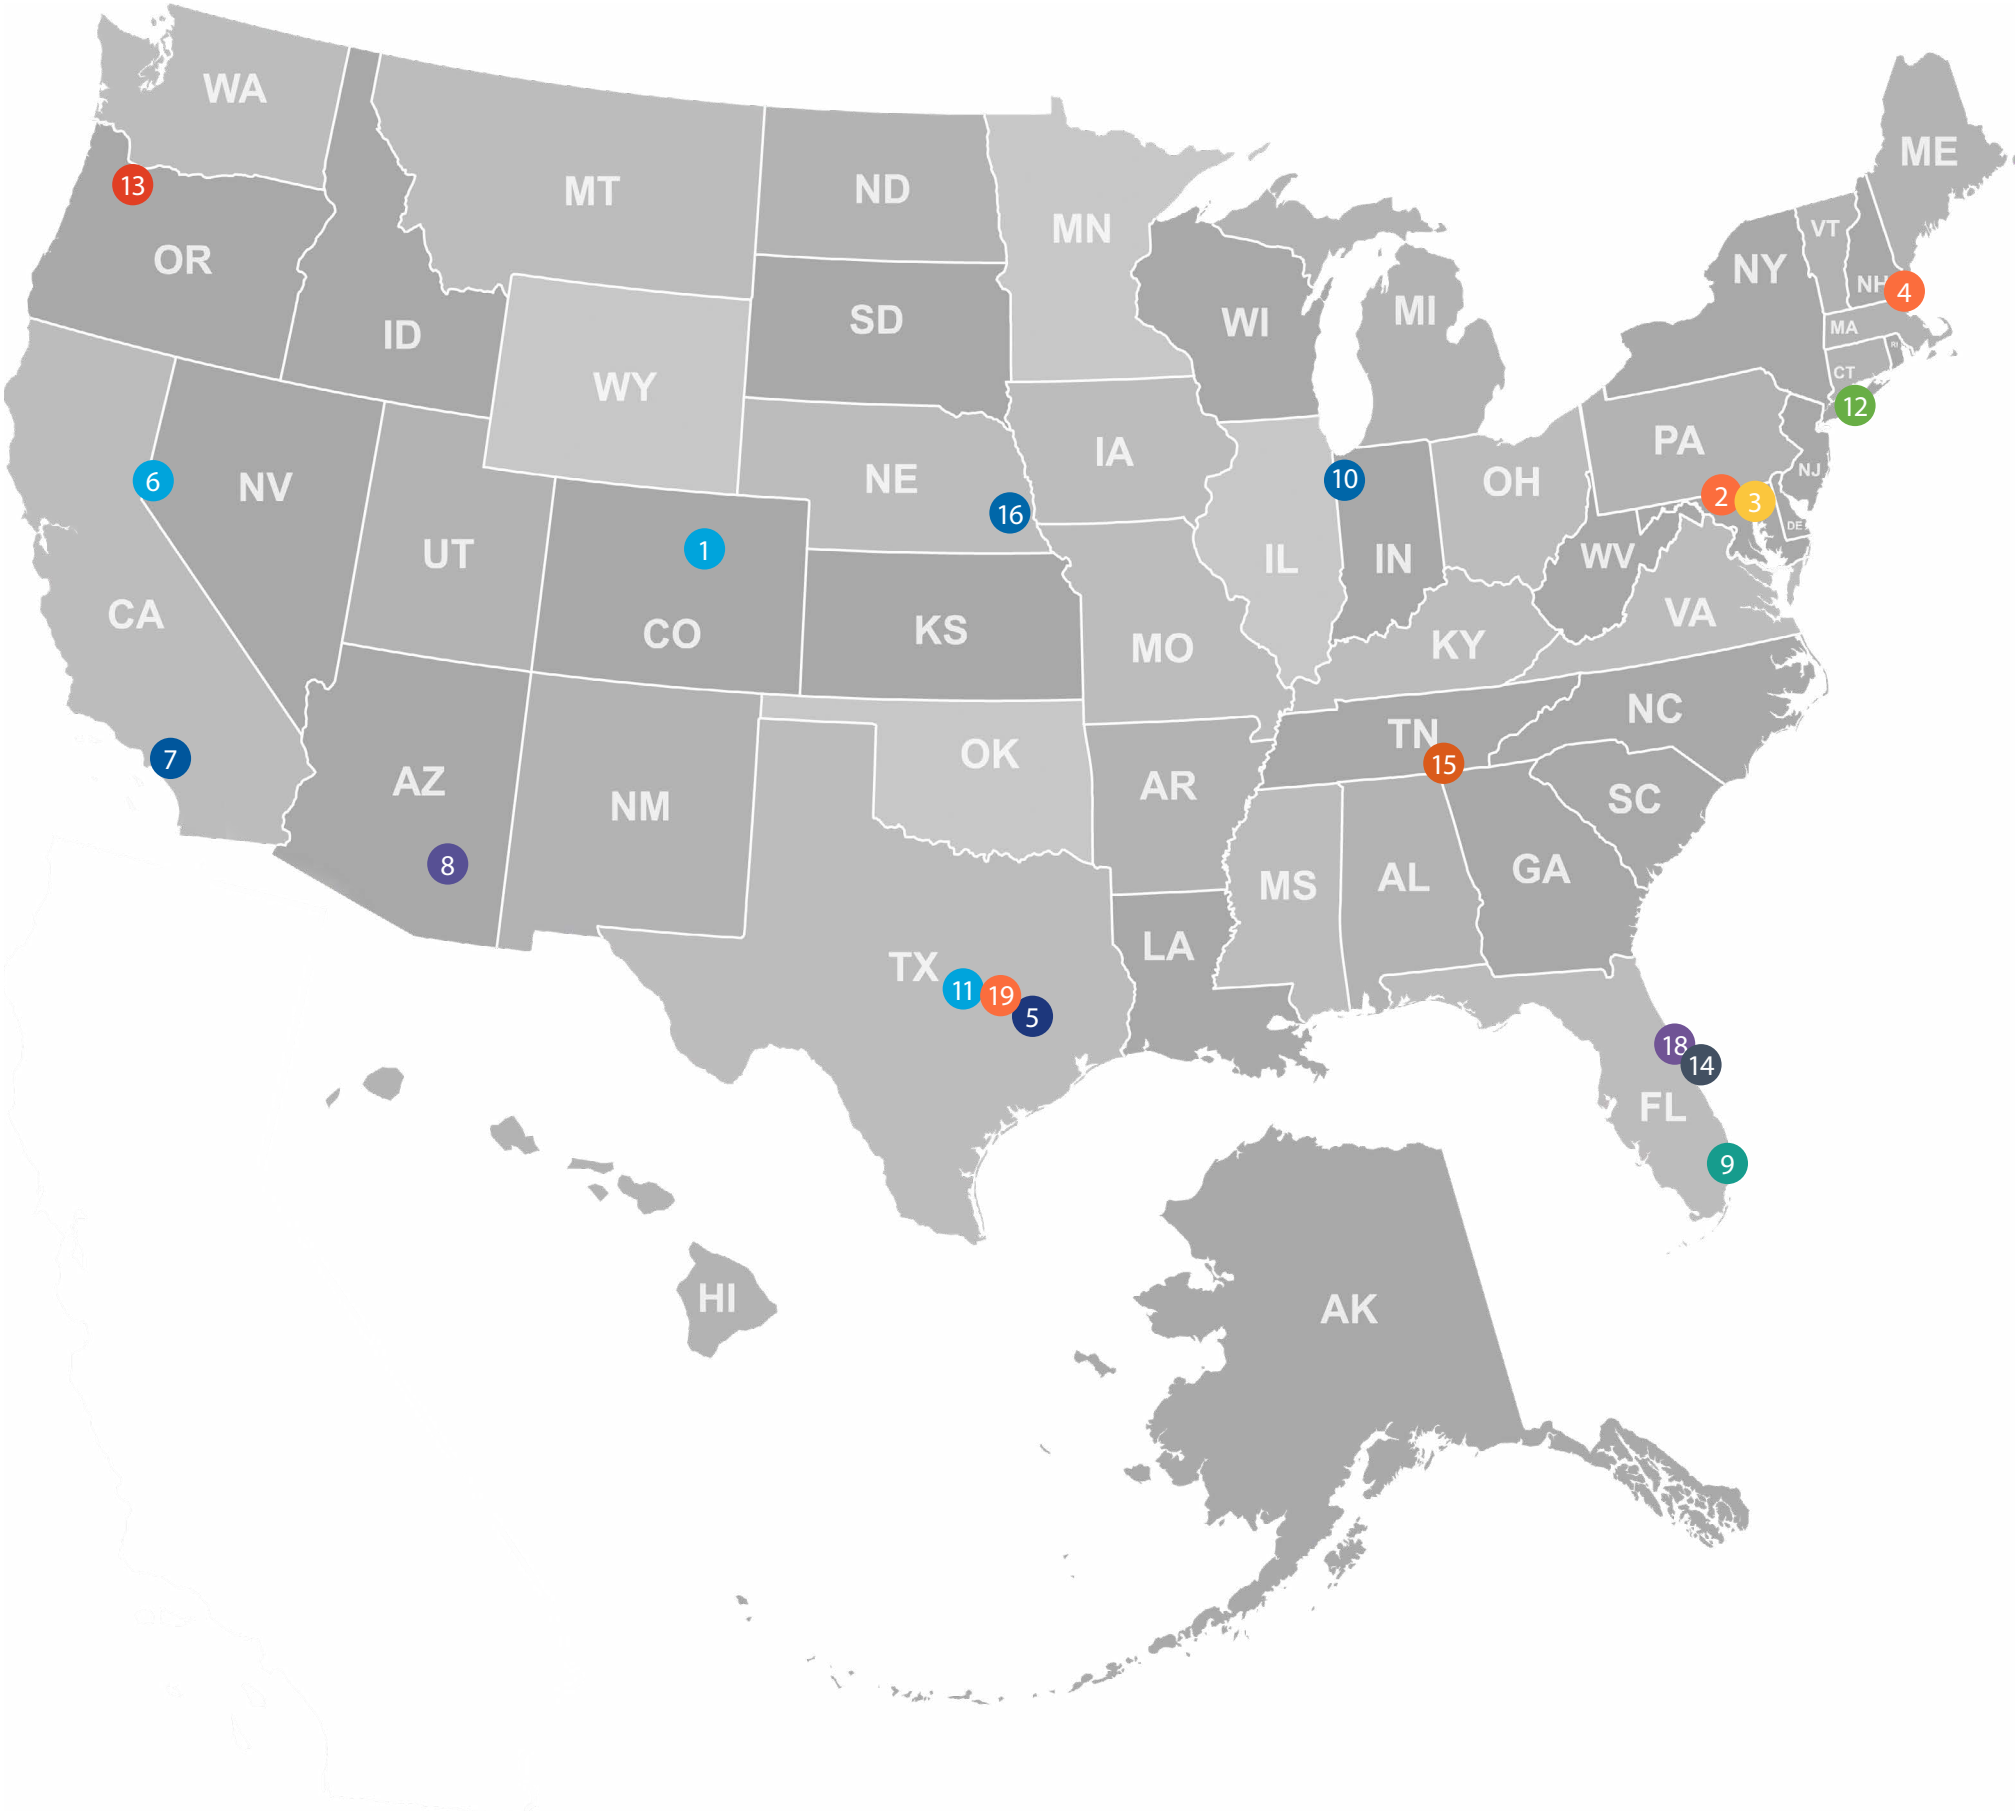 WA
ME
MT
ND
13
VT
MN
OR
NY
NH
4
SD
WI
MI
ID
MA
RI
WY
CT
12
PA
IA
NE
NJ
6
NV
10
OH
2
3
16
DE
1
UT
IL
IN
WV
CA
VA
CO
KS
MO
KY
NC
TN
7
OK
15
AZ
AR
SC
NM
8
MS
AL
GA
LA
TX
11
19
5
18
14
FL
9
HI
AK